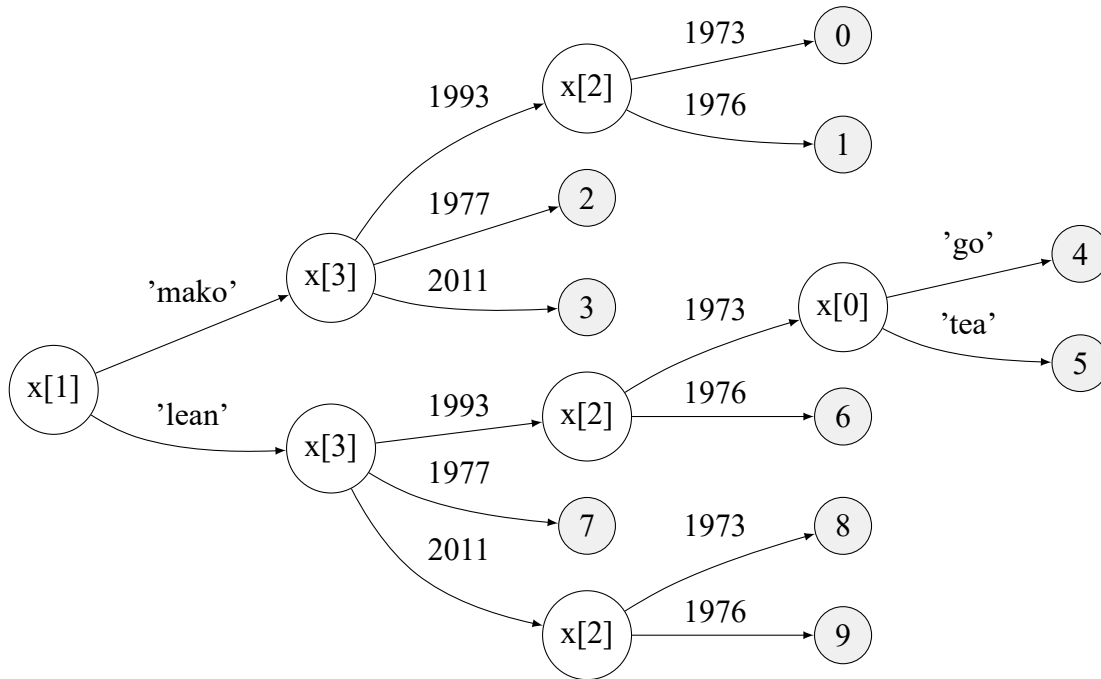 x[1]
’mako’
x[3]
1993
x[2]
1973
0
1976
1
1977
2
2011
3
’lean’
x[3]
1993
x[2]
1973
x[0]
’go’
4
’tea’
5
1976
6
1977
7
2011
x[2]
1973
8
1976
9